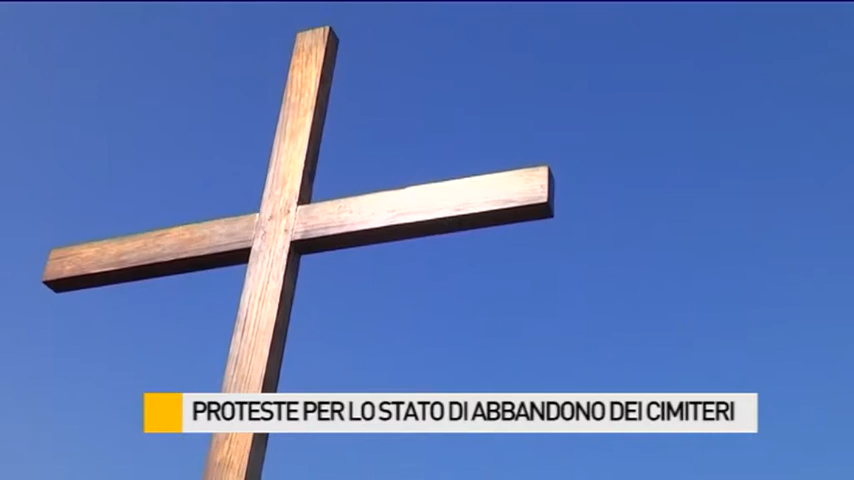 PROTESTE PER LO STATO DI ABBANDONO DEI CIMITERI